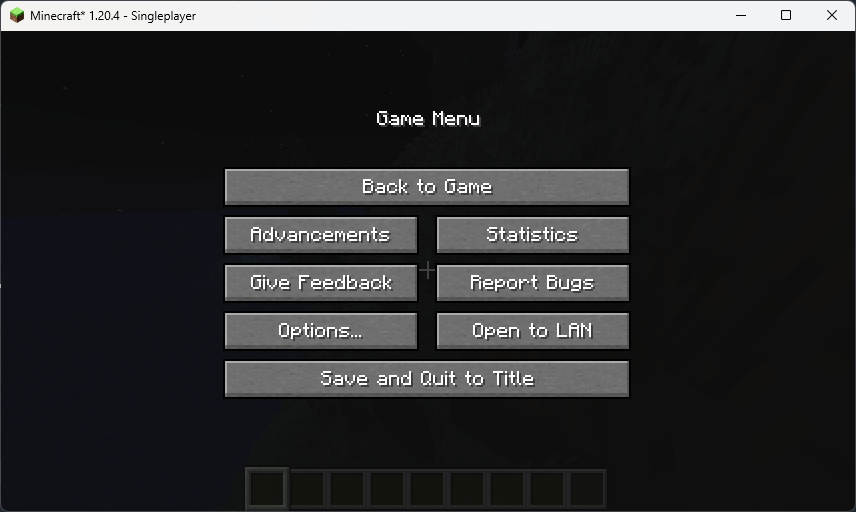 Minecraft* 1.20.4 - Singleplayer
Game Menu
Back to Game
Advancements
Statistics
Give Feedback
Report Bugs
Options...
Open to LAN
Save and Quit to Title